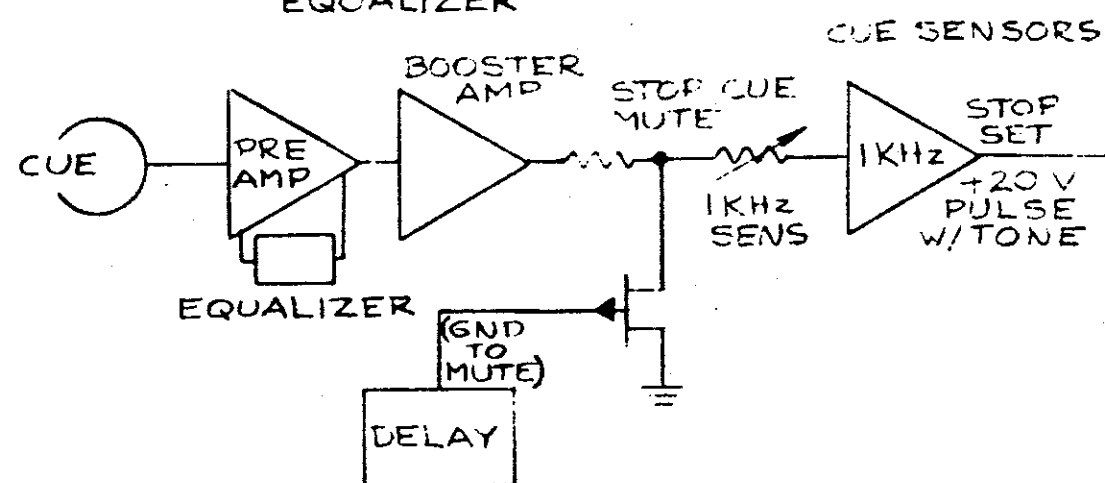 EQUALIZER
CUE SENSORS
BOOSTER
AMP
STOP CUE
MUTE
STOP
SET
CUE
PRE
AMP
1KHz
+20 V
PULSE
W/TONE
1KHz
SENS
EQUALIZER
(GND
TO
MUTE)
DELAY